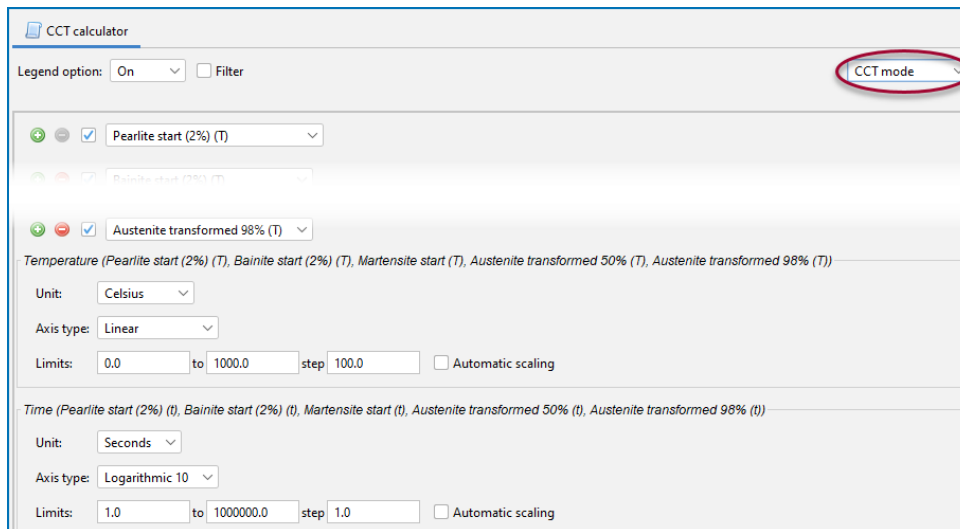 CCT calculator
Legend option: On Filter CCT mode
Pearlite start (2%) (T)
Bainite start (2%) (T)
Austenite transformed 98% (T)
Temperature (Pearlite start (2%) (T), Bainite start (2%) (T), Martensite start (T), Austenite transformed 50% (T), Austenite transformed 98% (T))
Unit: Celsius
Axis type: Linear
Limits: 0.0 to 1000.0 step 100.0 Automatic scaling
Time (Pearlite start (2%) (t), Bainite start (2%) (t), Martensite start (t), Austenite transformed 50% (t), Austenite transformed 98% (t))
Unit: Seconds
Axis type: Logarithmic 10
Limits: 1.0 to 1000000.0 step 1.0 Automatic scaling